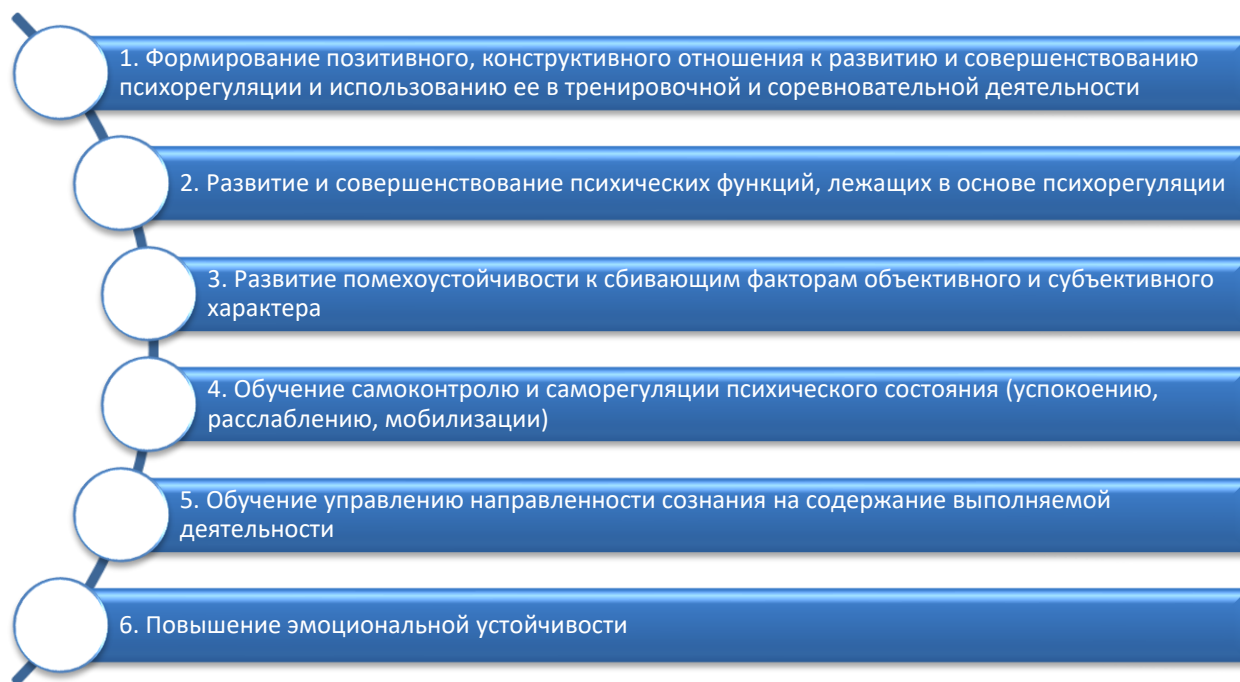 1. Формирование позитивного, конструктивного отношения к развитию и совершенствованию
психорегуляции и использованию ее в тренировочной и соревновательной деятельности
2. Развитие и совершенствование психических функций, лежащих в основе психорегуляции
3. Развитие помехоустойчивости к сбивающим факторам объективного и субъективного
характера
4. Обучение самоконтролю и саморегуляции психического состояния (успокоению,
расслаблению, мобилизации)
5. Обучение управлению направленности сознания на содержание выполняемой
деятельности
6. Повышение эмоциональной устойчивости